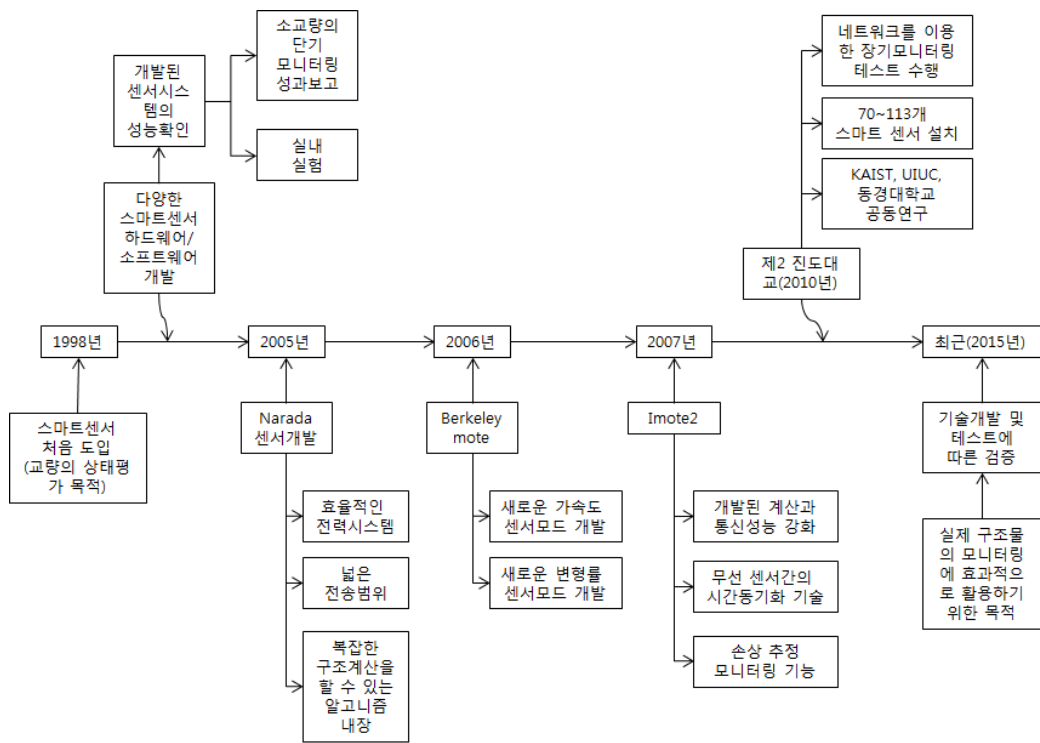 소교량의
단기
모니터링
성과보고
개발된
센서시스
템의
성능확인
실내
실험
다양한
스마트센서
하드웨어/
소프트웨어
개발
네트워크를 이용
한 장기모니터링
테스트 수행
70~113개
스마트 센서 설치
KAIST, UIUC,
동경대학교
공동연구
제2 진도대
교(2010년)
1998년
2005년
2006년
2007년
최근(2015년)
스마트센서
처음 도입
(교량의 상태평
가 목적)
Narada
센서개발
효율적인
전력시스템
넓은
전송범위
복잡한
구조계산을
할 수 있는
알고니즘
내장
Berkeley
mote
새로운 가속도
센서모드 개발
새로운 변형률
센서모드 개발
Imote2
개발된 계산과
통신성능 강화
무선 센서간의
시간동기화 기술
손상 추정
모니터링 기능
기술개발 및
테스트에
따른 검증
실제 구조물
의 모니터링
에 효과적으
로 활용하기
위한 목적